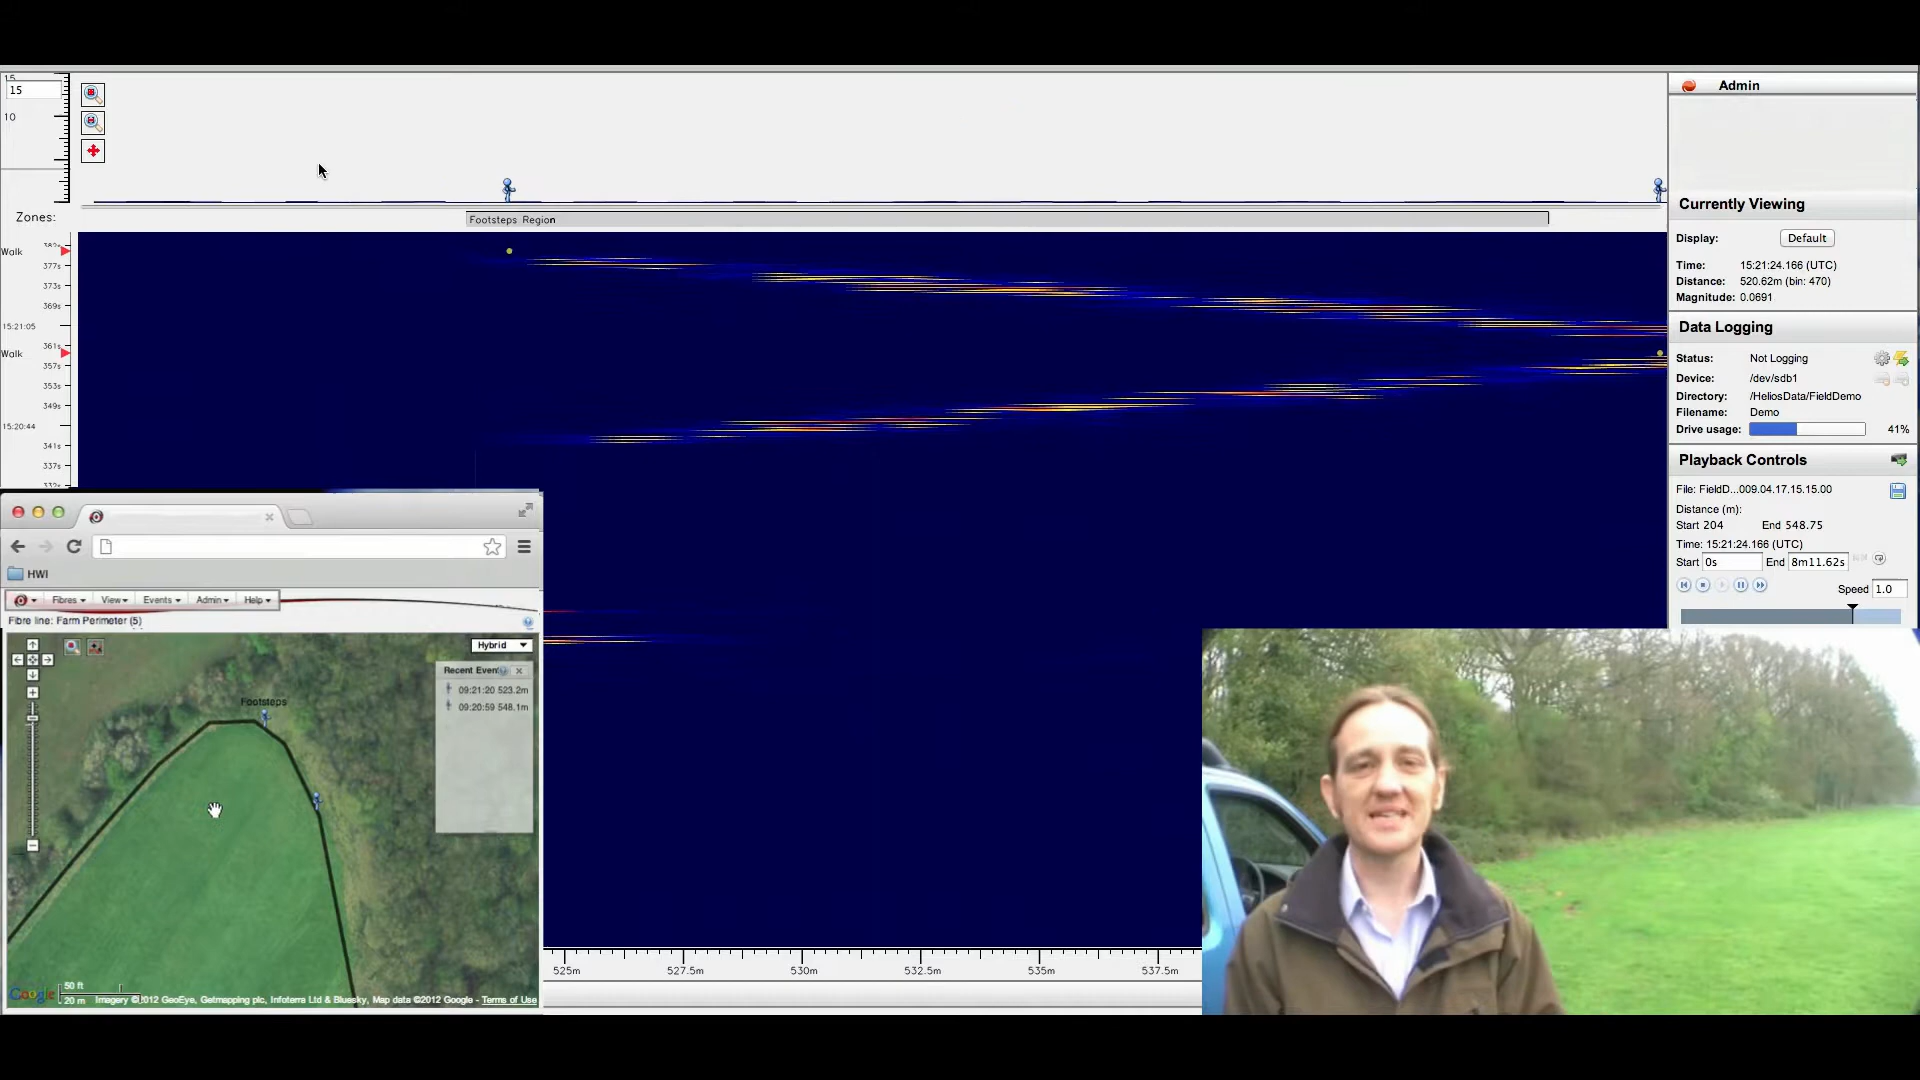 15
15
10
Zones:
Footsteps Region
Walk
382s
377s
373s
369s
15:21:05
361s
Walk
357s
353s
349s
15:20:44
341s
337s
332s
HWI
Fibres View Events Admin Help
Fibre line: Farm Perimeter (5)
Hybrid
Recent Even
09:21:20 523.2m
09:20:59 548.1m
Footsteps
50 ft
20 m
Google
Imagery ©2012 GeoEye, Getmapping plc, Infoterra Ltd & Bluesky, Map data ©2012 Google - Terms of Use
525m 527.5m 530m 532.5m 535m 537.5m
Admin
Currently Viewing
Display: Default
Time: 15:21:24.166 (UTC)
Distance: 520.62m (bin: 470)
Magnitude: 0.0691
Data Logging
Status: Not Logging
Device: /dev/sdb1
Directory: /HeliosData/FieldDemo
Filename: Demo
Drive usage: 41%
Playback Controls
File: FieldD...009.04.17.15.15.00
Distance (m):
Start 204 End 548.75
Time: 15:21:24.166 (UTC)
Start 0s End 8m11.62s
Speed 1.0